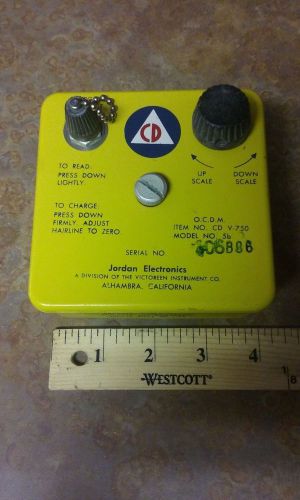 CD
TO READ:
PRESS DOWN
LIGHTLY.
UP
SCALE
DOWN
SCALE
TO CHARGE:
PRESS DOWN
FIRMLY. ADJUST
HAIRLINE TO ZERO.
O.C.D.M.
ITEM NO. CD V-750
MODEL NO. 5b
SERIAL NO.
Jordan Electronics
A DIVISION OF THE VICTOREEN INSTRUMENT CO.
ALHAMBRA, CALIFORNIA
1 2 3 4
WESTCOTT
8